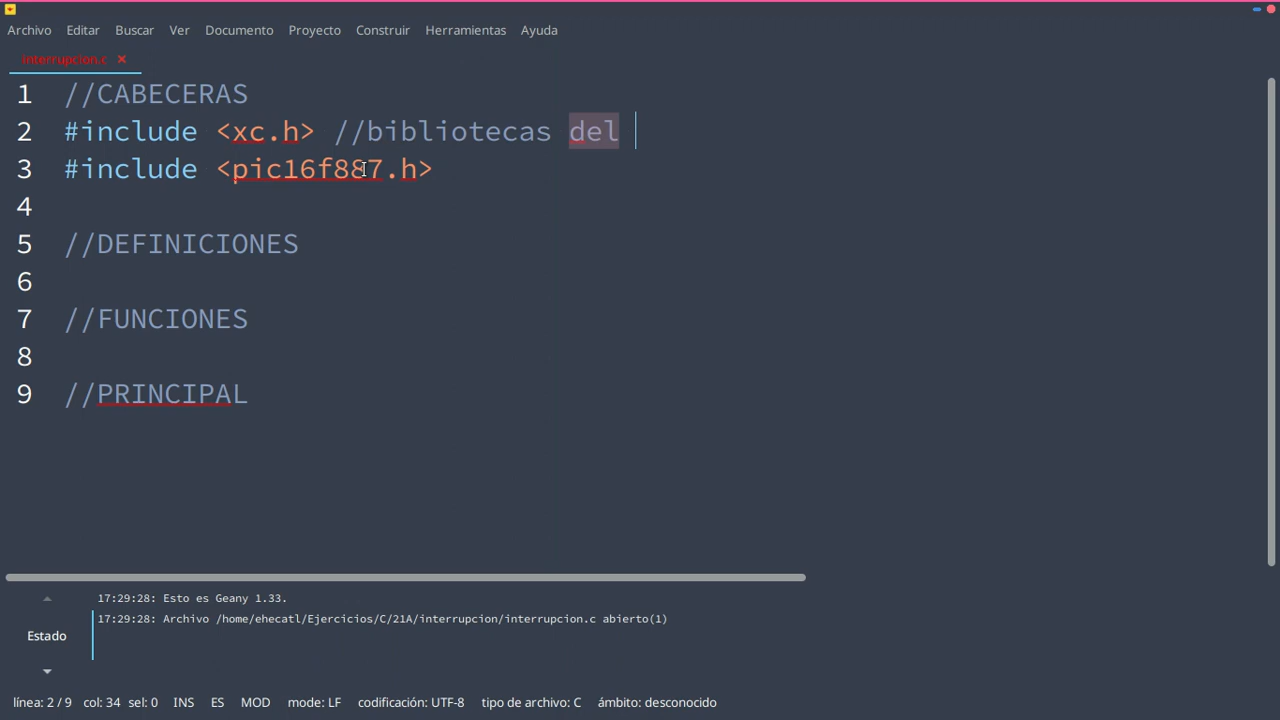 Archivo Editar Buscar Ver Documento Proyecto Construir Herramientas Ayuda
interrupcion.c ×
1 //CABECERAS
2 #include <xc.h> //bibliotecas del
3 #include <pic16f887.h>
4
5 //DEFINICIONES
6
7 //FUNCIONES
8
9 //PRINCIPAL
17:29:28: Esto es Geany 1.33.
17:29:28: Archivo /home/ehecatl/Ejercicios/C/21A/interrupcion/interrupcion.c abierto(1)
Estado
línea: 2 / 9 col: 34 sel: 0 INS ES MOD mode: LF codificación: UTF-8 tipo de archivo: C ámbito: desconocido